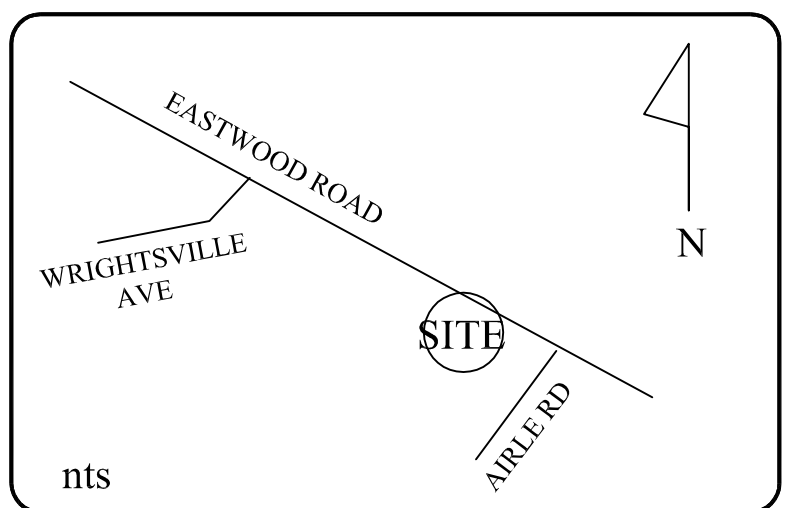 EASTWOOD ROAD
N
WRIGHTSVILLE
AVE
SITE
AIRLE RD
nts